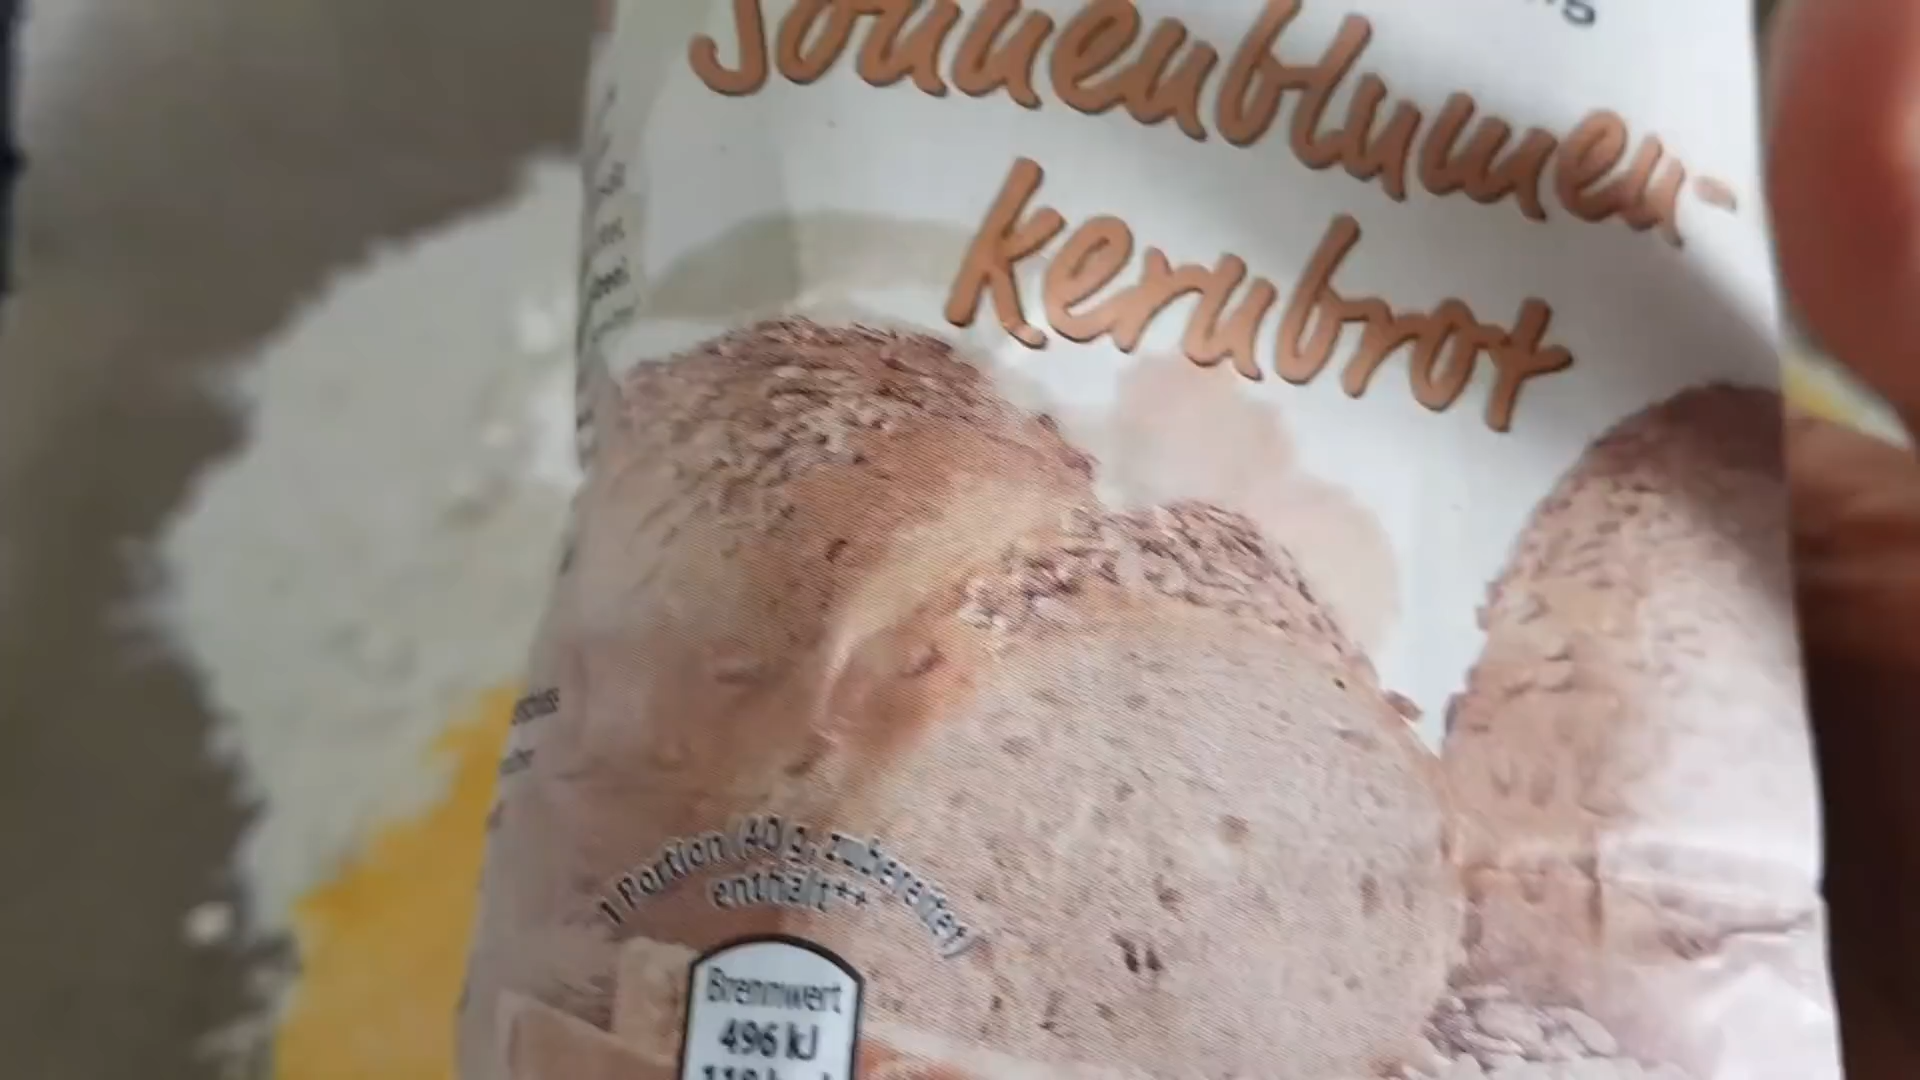 Sonnenblumen-
kernbrot
1 Portion (40 g, zubereitet)
enthält**
Brennwert
496 kJ